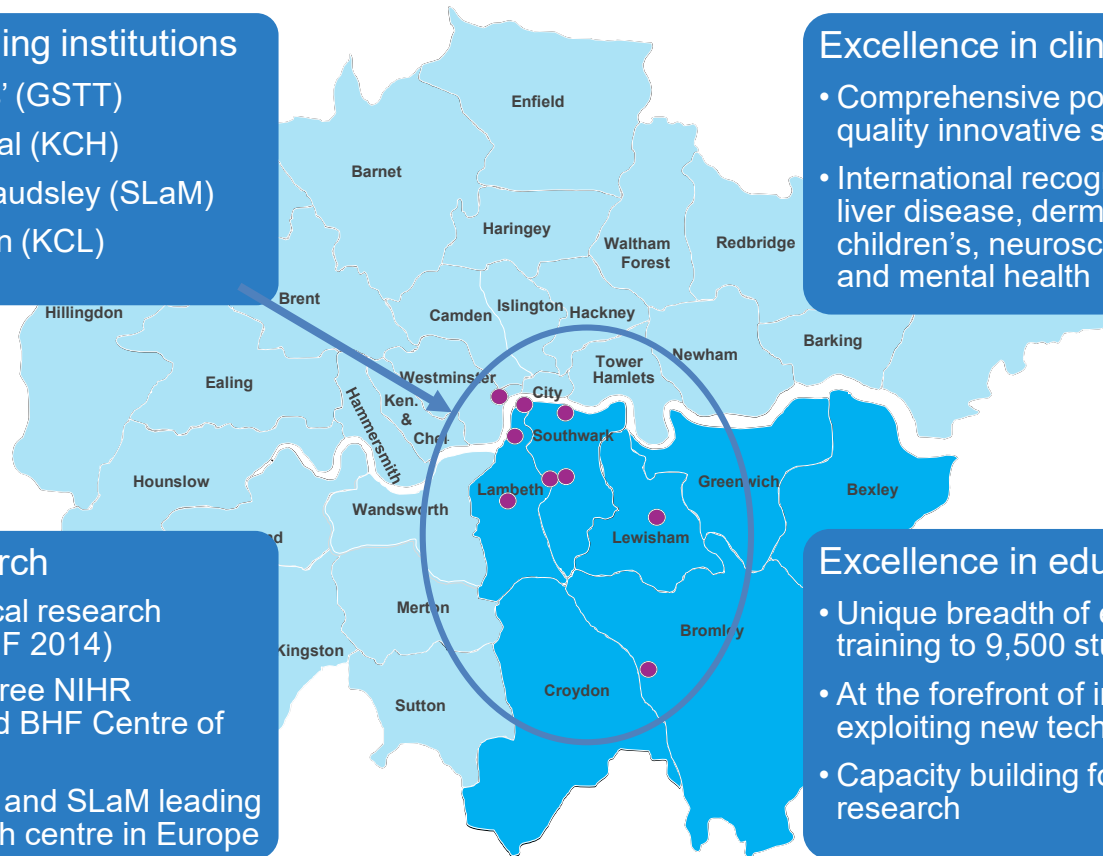 ing institutions
’ (GSTT)
al (KCH)
audsley (SLaM)
n (KCL)
Excellence in clin
• Comprehensive po
quality innovative s
• International recogn
liver disease, derm
children’s, neurosc
and mental health
Enfield
Barnet
Haringey
Waltham
Forest
Redbridge
Hillingdon
Brent
Camden
Islington
Hackney
Barking
Ealing
Westminster
Tower
Hamlets
Newham
Hammersmith
Ken.
&
Chel
City
Southwark
Hounslow
Lambeth
Greenwich
Bexley
Wandsworth
Lewisham
d
Merton
Bromley
Kingston
Croydon
Sutton
rch
cal research
F 2014)
ree NIHR
d BHF Centre of
and SLaM leading
h centre in Europe
Excellence in edu
• Unique breadth of
training to 9,500 stu
• At the forefront of in
exploiting new tech
• Capacity building fo
research